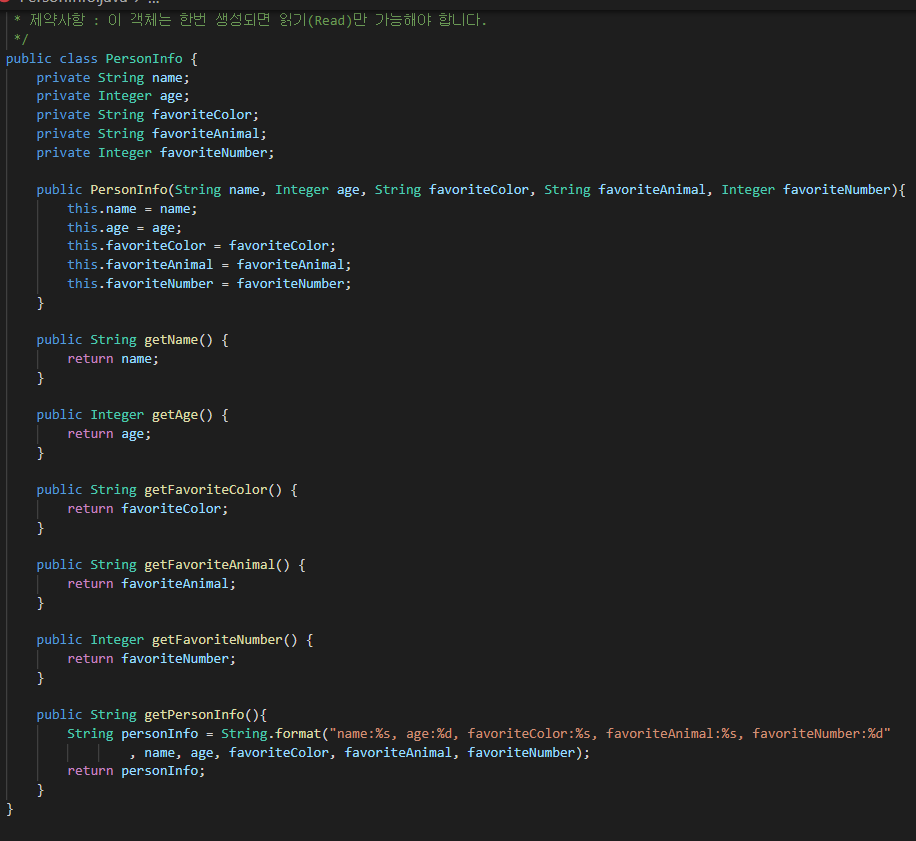 * 제약사항 : 이 객체는 한번 생성되면 읽기(Read)만 가능해야 합니다.
*/
public class PersonInfo {
    private String name;
    private Integer age;
    private String favoriteColor;
    private String favoriteAnimal;
    private Integer favoriteNumber;

    public PersonInfo(String name, Integer age, String favoriteColor, String favoriteAnimal, Integer favoriteNumber){
        this.name = name;
        this.age = age;
        this.favoriteColor = favoriteColor;
        this.favoriteAnimal = favoriteAnimal;
        this.favoriteNumber = favoriteNumber;
    }

    public String getName() {
        return name;
    }

    public Integer getAge() {
        return age;
    }

    public String getFavoriteColor() {
        return favoriteColor;
    }

    public String getFavoriteAnimal() {
        return favoriteAnimal;
    }

    public Integer getFavoriteNumber() {
        return favoriteNumber;
    }

    public String getPersonInfo(){
        String personInfo = String.format("name:%s, age:%d, favoriteColor:%s, favoriteAnimal:%s, favoriteNumber:%d"
                , name, age, favoriteColor, favoriteAnimal, favoriteNumber);
        return personInfo;
    }
}